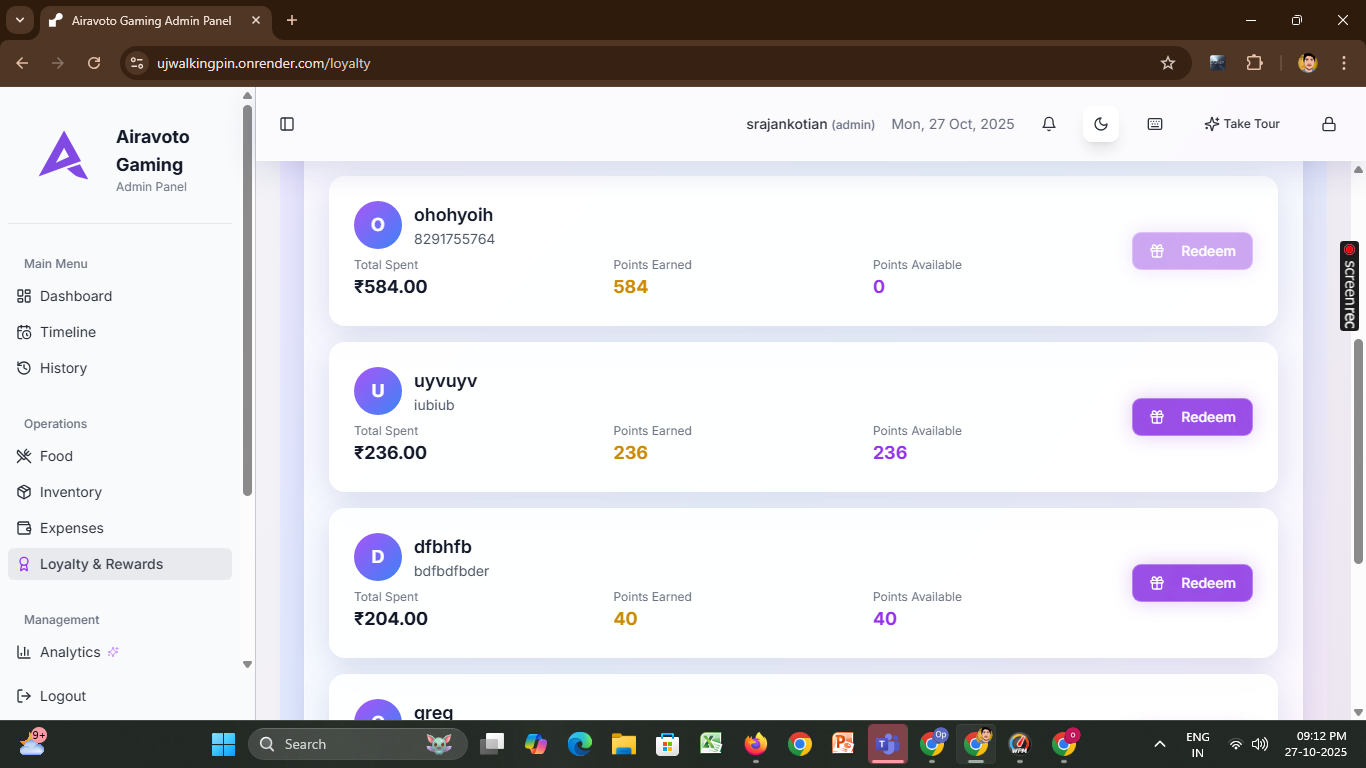 Airavoto Gaming Admin Panel
ujwalkingpin.onrender.com/loyalty
Airavoto
Gaming
Admin Panel
srajankotian (admin) Mon, 27 Oct, 2025 Take Tour
Main Menu
Dashboard
Timeline
History
Operations
Food
Inventory
Expenses
Loyalty & Rewards
Management
Analytics
Logout
O
ohohyoih
8291755764
Total Spent Points Earned Points Available
₹584.00 584 0
Redeem
U
uyvuyv
iubiub
Total Spent Points Earned Points Available
₹236.00 236 236
Redeem
D
dfbhfb
bdfbdfbder
Total Spent Points Earned Points Available
₹204.00 40 40
Redeem
greg
screen rec
9+
Search
Op
ENG
IN
09:12 PM
27-10-2025